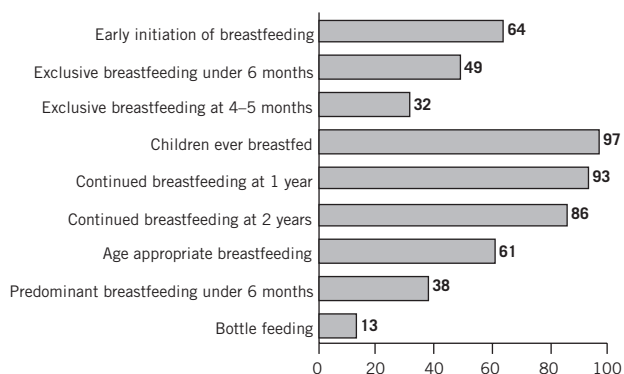 Early initiation of breastfeeding 64
Exclusive breastfeeding under 6 months 49
Exclusive breastfeeding at 4–5 months 32
Children ever breastfed 97
Continued breastfeeding at 1 year 93
Continued breastfeeding at 2 years 86
Age appropriate breastfeeding 61
Predominant breastfeeding under 6 months 38
Bottle feeding 13
0 20 40 60 80 100